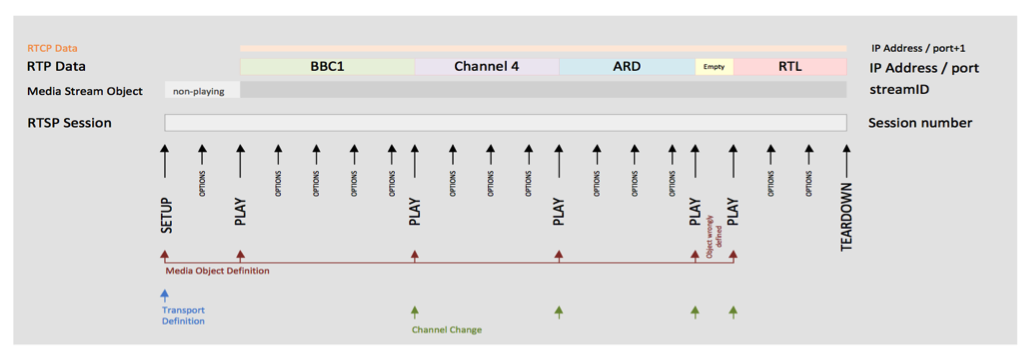 RTCP Data IP Address / port+1
RTP Data BBC1 Channel 4 ARD Empty RTL IP Address / port
Media Stream Object non-playing streamID
RTSP Session Session number
SETUP OPTIONS PLAY OPTIONS OPTIONS OPTIONS OPTIONS PLAY OPTIONS OPTIONS OPTIONS PLAY OPTIONS OPTIONS OPTIONS PLAY Object wrongly defined PLAY OPTIONS OPTIONS TEARDOWN
Media Object Definition
Transport
Definition
Channel Change